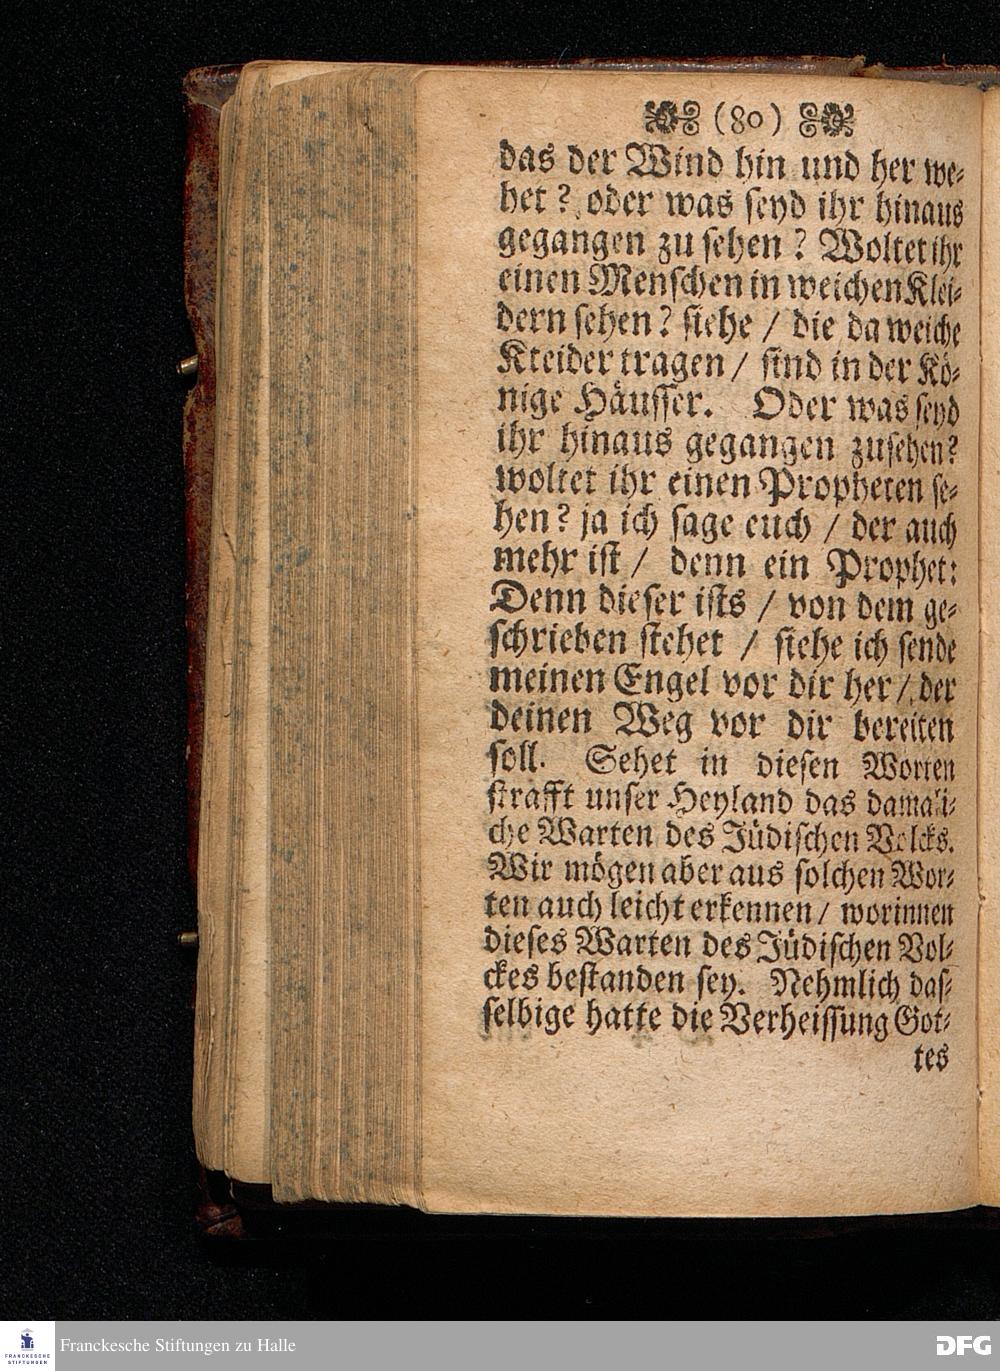 (80)
das der Wind hin und her we-
het? oder was seyd ihr hinaus
gegangen zu sehen? Woltet ihr
einen Menschen in weichen Klei-
dern sehen? siehe / die da weiche
Kleider tragen / sind in der Kö-
nige Häusser. Oder was seyd
ihr hinaus gegangen zusehen?
woltet ihr einen Propheten se-
hen? ja ich sage euch / der auch
mehr ist / denn ein Prophet:
Denn dieser ists / von dem ge-
schrieben stehet / siehe ich sende
meinen Engel vor dir her / der
deinen Weg vor dir bereiten
soll. Sehet in diesen Worten
strafft unser Heyland das damali-
che Warten des Jüdischen Volcks.
Wir mögen aber aus solchen Wor-
ten auch leicht erkennen / worinnen
dieses Warten des Jüdischen Vol-
ckes bestanden sey. Nehmlich das-
selbige hatte die Verheissung Got-
tes
FRANCKESCHE
STIFTUNGEN
Franckesche Stiftungen zu Halle
DFG